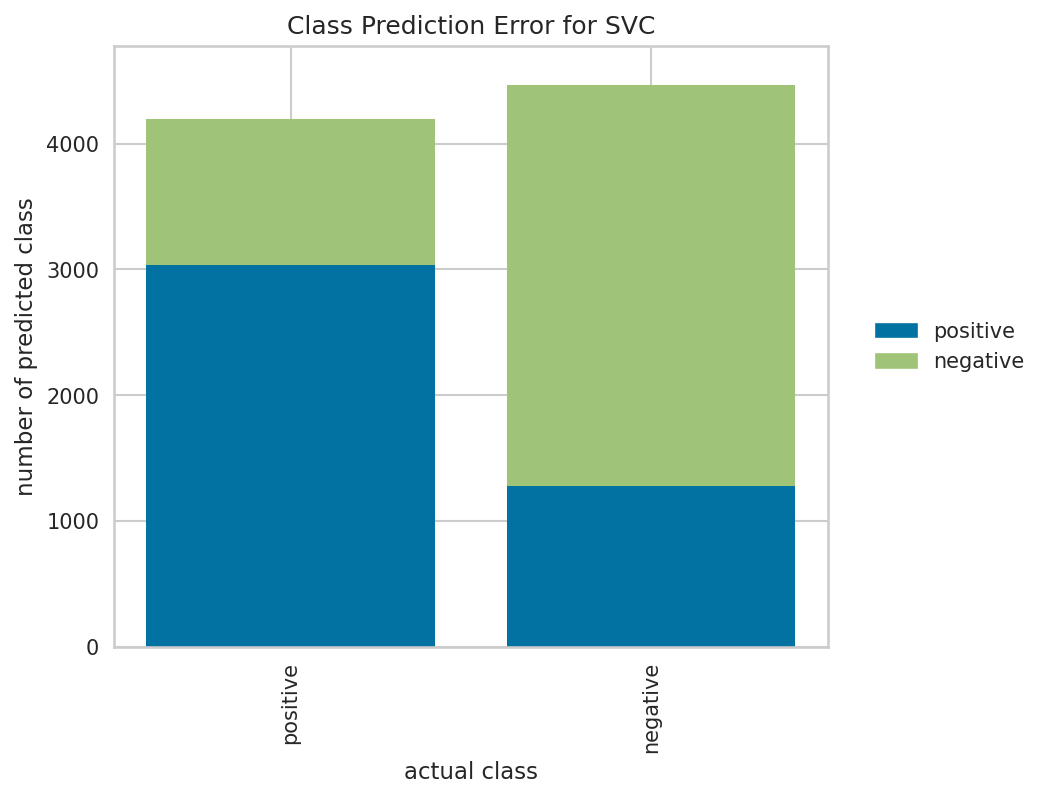 Class Prediction Error for SVC
number of predicted class
4000
3000
2000
1000
0
positive
negative
actual class
positive
negative